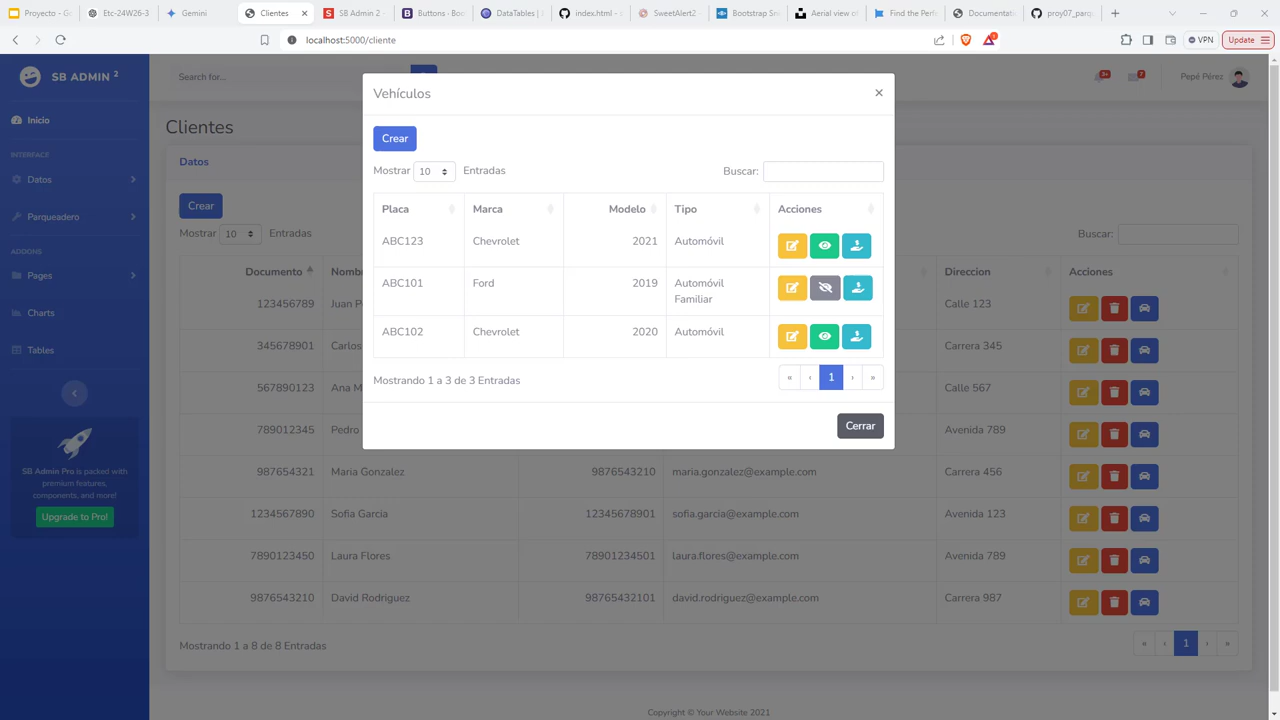 Proyecto - G
Etc-24W26-3
Gemini
Clientes
SB Admin 2 -
Buttons · Boo
DataTables | 
index.html - s
SweetAlert2 
Bootstrap Sni
Aerial view of
Find the Perfe
Documentati
proy07_parq
localhost:5000/cliente
VPN
Update
SB ADMIN 2
Search for...
3+
7
Pepé Pérez
Inicio
INTERFACE
Datos
Parqueadero
ADDONS
Pages
Charts
Tables
SB Admin Pro is packed with
premium features,
components, and more!
Upgrade to Pro!
Clientes
Datos
Crear
Mostrar 10 Entradas
Buscar:
Documento Nomb Direccion Acciones
123456789 Juan P Calle 123
345678901 Carlos Carrera 345
567890123 Ana M Calle 567
789012345 Pedro Avenida 789
987654321 Maria Gonzalez 9876543210 maria.gonzalez@example.com Carrera 456
1234567890 Sofia Garcia 12345678901 sofia.garcia@example.com Avenida 123
7890123450 Laura Flores 78901234501 laura.flores@example.com Avenida 789
9876543210 David Rodriguez 98765432101 david.rodriguez@example.com Carrera 987
Mostrando 1 a 8 de 8 Entradas
« ‹ 1 › »
Vehículos
×
Crear
Mostrar 10 Entradas
Buscar:
Placa Marca Modelo Tipo Acciones
ABC123 Chevrolet 2021 Automóvil
ABC101 Ford 2019 Automóvil
Familiar
ABC102 Chevrolet 2020 Automóvil
Mostrando 1 a 3 de 3 Entradas
« ‹ 1 › »
Cerrar
Copyright © Your Website 2021